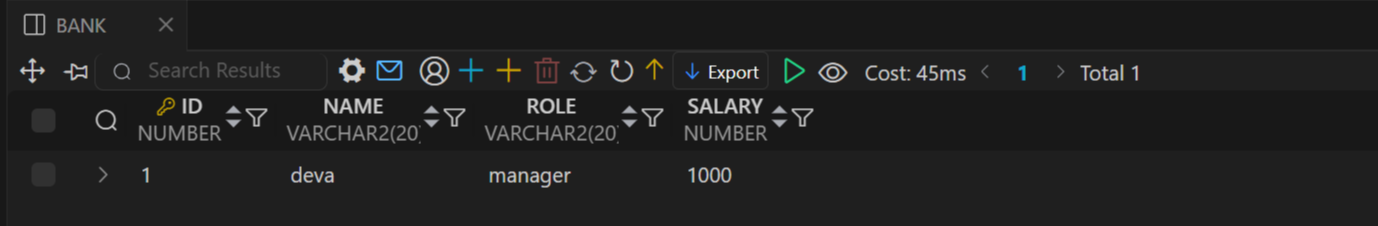 BANK
Search Results Export Cost: 45ms 1 Total 1
ID NAME ROLE SALARY
NUMBER VARCHAR2(20) VARCHAR2(20) NUMBER
1 deva manager 1000